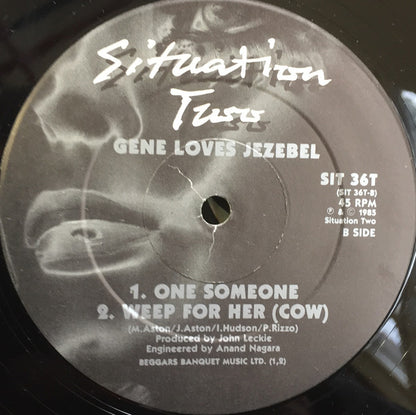 Situation
Two
GENE LOVES JEZEBEL
SIT 36T
(SIT 36T-B)
45 RPM
℗ & © 1985
Situation Two
B SIDE
1. ONE SOMEONE
2. WEEP FOR HER (COW)
(M.Aston/J.Aston/I.Hudson/P.Rizzo)
Produced by John Leckie
Engineered by Anand Nagara
BEGGARS BANQUET MUSIC LTD. (1,2)